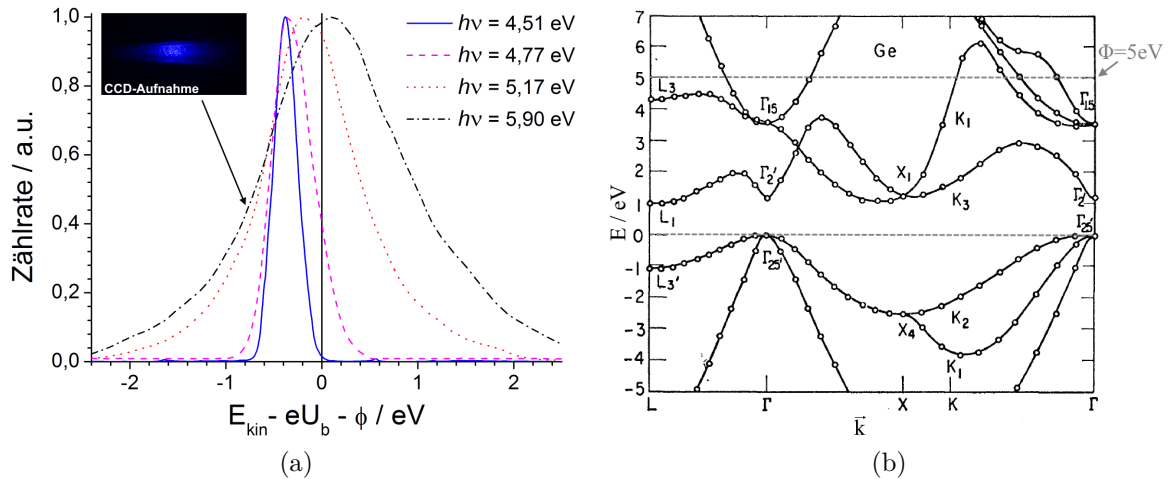 CCD-Aufnahme
hν = 4,51 eV
hν = 4,77 eV
hν = 5,17 eV
hν = 5,90 eV
1,0
0,8
0,6
0,4
0,2
0,0
Zählrate / a.u.
-2 -1 0 1 2
E_kin - eU_b - ϕ / eV
(a)
7
6
5
4
3
2
1
0
-1
-2
-3
-4
-5
E / eV
Ge
Φ=5eV
L₃
Γ₁₅
Γ₁₅
K₁
Γ₂'
X₁
K₃
Γ₂'
L₁
Γ₂₅'
Γ₂₅'
L₃'
X₄
K₂
K₁
L Γ X K Γ
k⃗
(b)